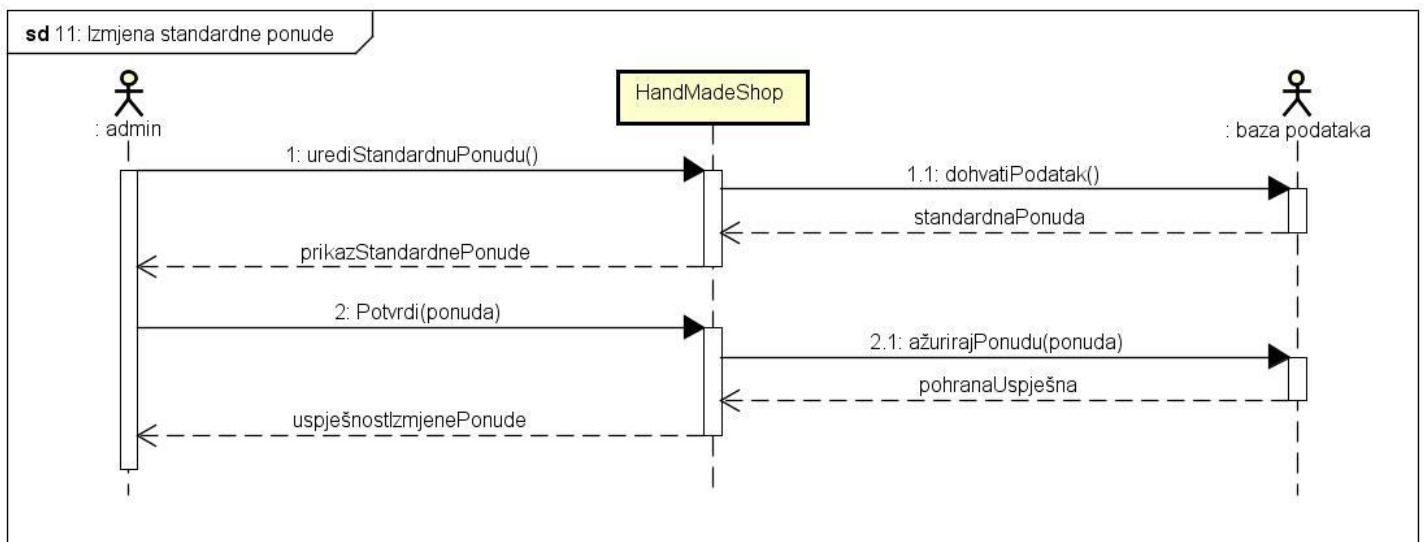 sd 11: Izmjena standardne ponude
HandMadeShop
: admin
: baza podataka
1: urediStandardnuPonudu()
1.1: dohvatiPodatak()
standardnaPonuda
prikazStandardnePonude
2: Potvrdi(ponuda)
2.1: ažurirajPonudu(ponuda)
pohranaUspješna
uspješnostIzmjenePonude